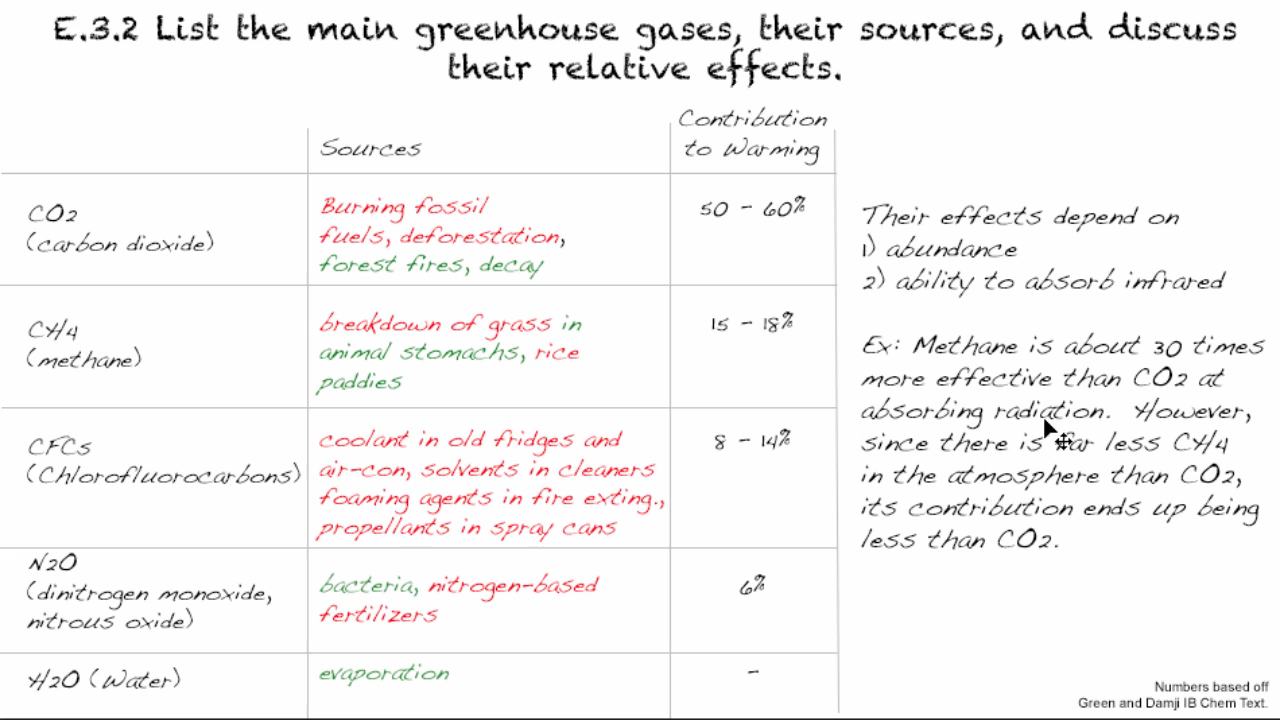 E.3.2 List the main greenhouse gases, their sources, and discuss
their relative effects.
Sources
Contribution
to Warming
CO2
(carbon dioxide)
Burning fossil
fuels, deforestation,
forest fires, decay
50 - 60%
CH4
(methane)
breakdown of grass in
animal stomachs, rice
paddies
15 - 18%
CFCs
(Chlorofluorocarbons)
coolant in old fridges and
air-con, solvents in cleaners
foaming agents in fire exting.,
propellants in spray cans
8 - 14%
N2O
(dinitrogen monoxide,
nitrous oxide)
bacteria, nitrogen-based
fertilizers
6%
H2O (Water)
evaporation
-
Their effects depend on
1) abundance
2) ability to absorb infrared
Ex: Methane is about 30 times
more effective than CO2 at
absorbing radiation. However,
since there is far less CH4
in the atmosphere than CO2,
its contribution ends up being
less than CO2.
Numbers based off
Green and Damji IB Chem Text.